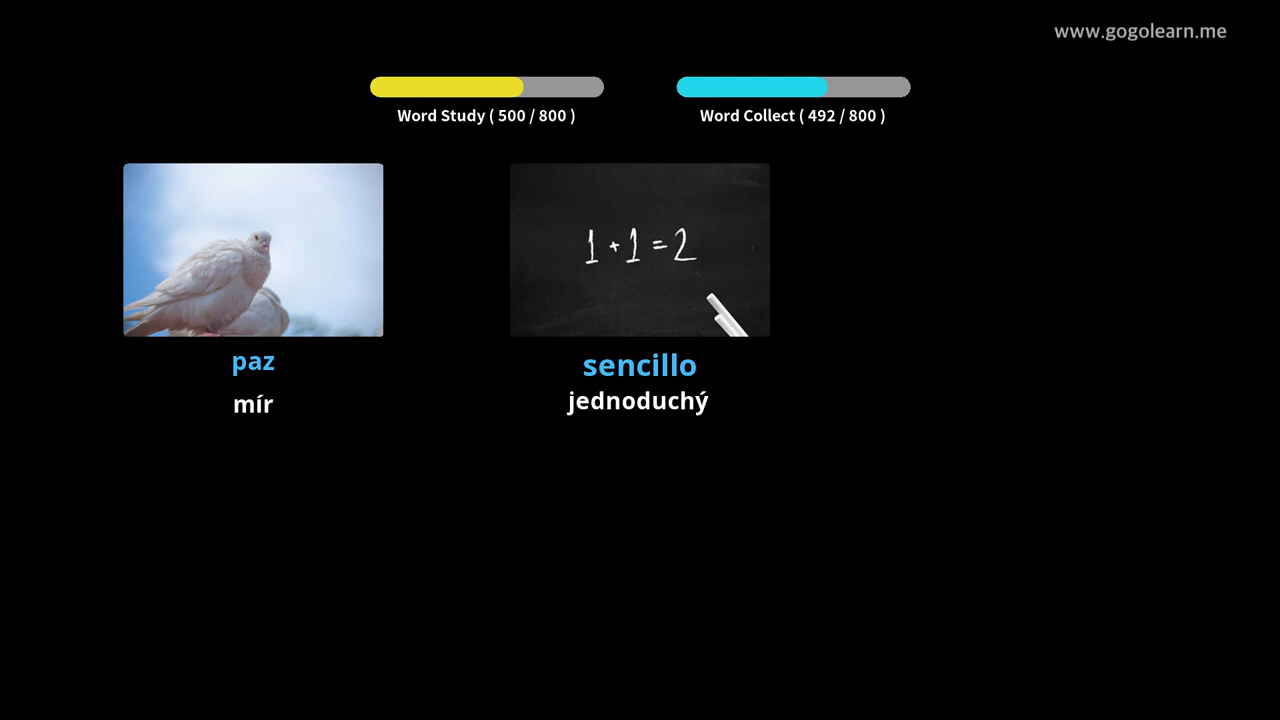 www.gogolearn.me
Word Study ( 500 / 800 )
Word Collect ( 492 / 800 )
1 + 1 = 2
paz
mír
sencillo
jednoduchý